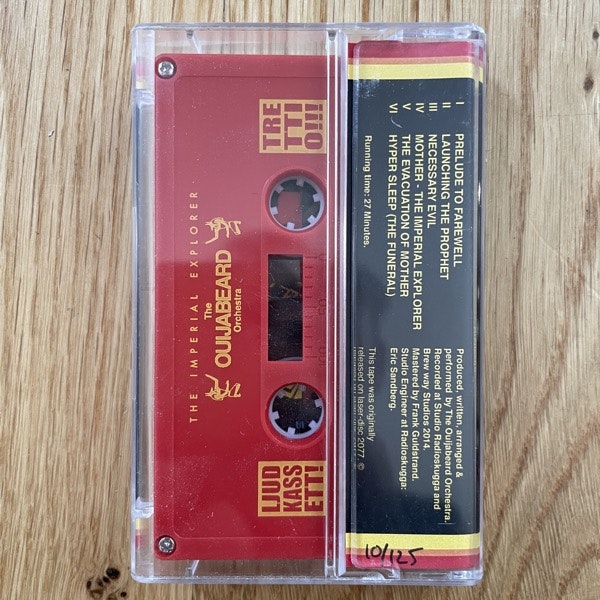 TRE
TTI
O!!!
THE IMPERIAL EXPLORER
The
OUIJABEARD
Orchestra
LJUD
KASS
ETT!
I PRELUDE TO FAREWELL
II LAUNCHING THE PROPHET
III NECESSARY EVIL
IV MOTHER - THE IMPERIAL EXPLORER
V THE EVACUATION OF MOTHER
VI HYPER SLEEP (THE FUNERAL)
Running time: 27 Minutes.
Produced, written, arranged &
performed by The Ouijabeard Orchestra.
Recorded at Studio Radioskugga and
Brew way Studios 2014.
Mastered by Frank Guldstrand.
Studio Engineer at Radioskugga:
Eric Sandberg.
This tape was originally
released on laser-disc 2077. ©
10/125